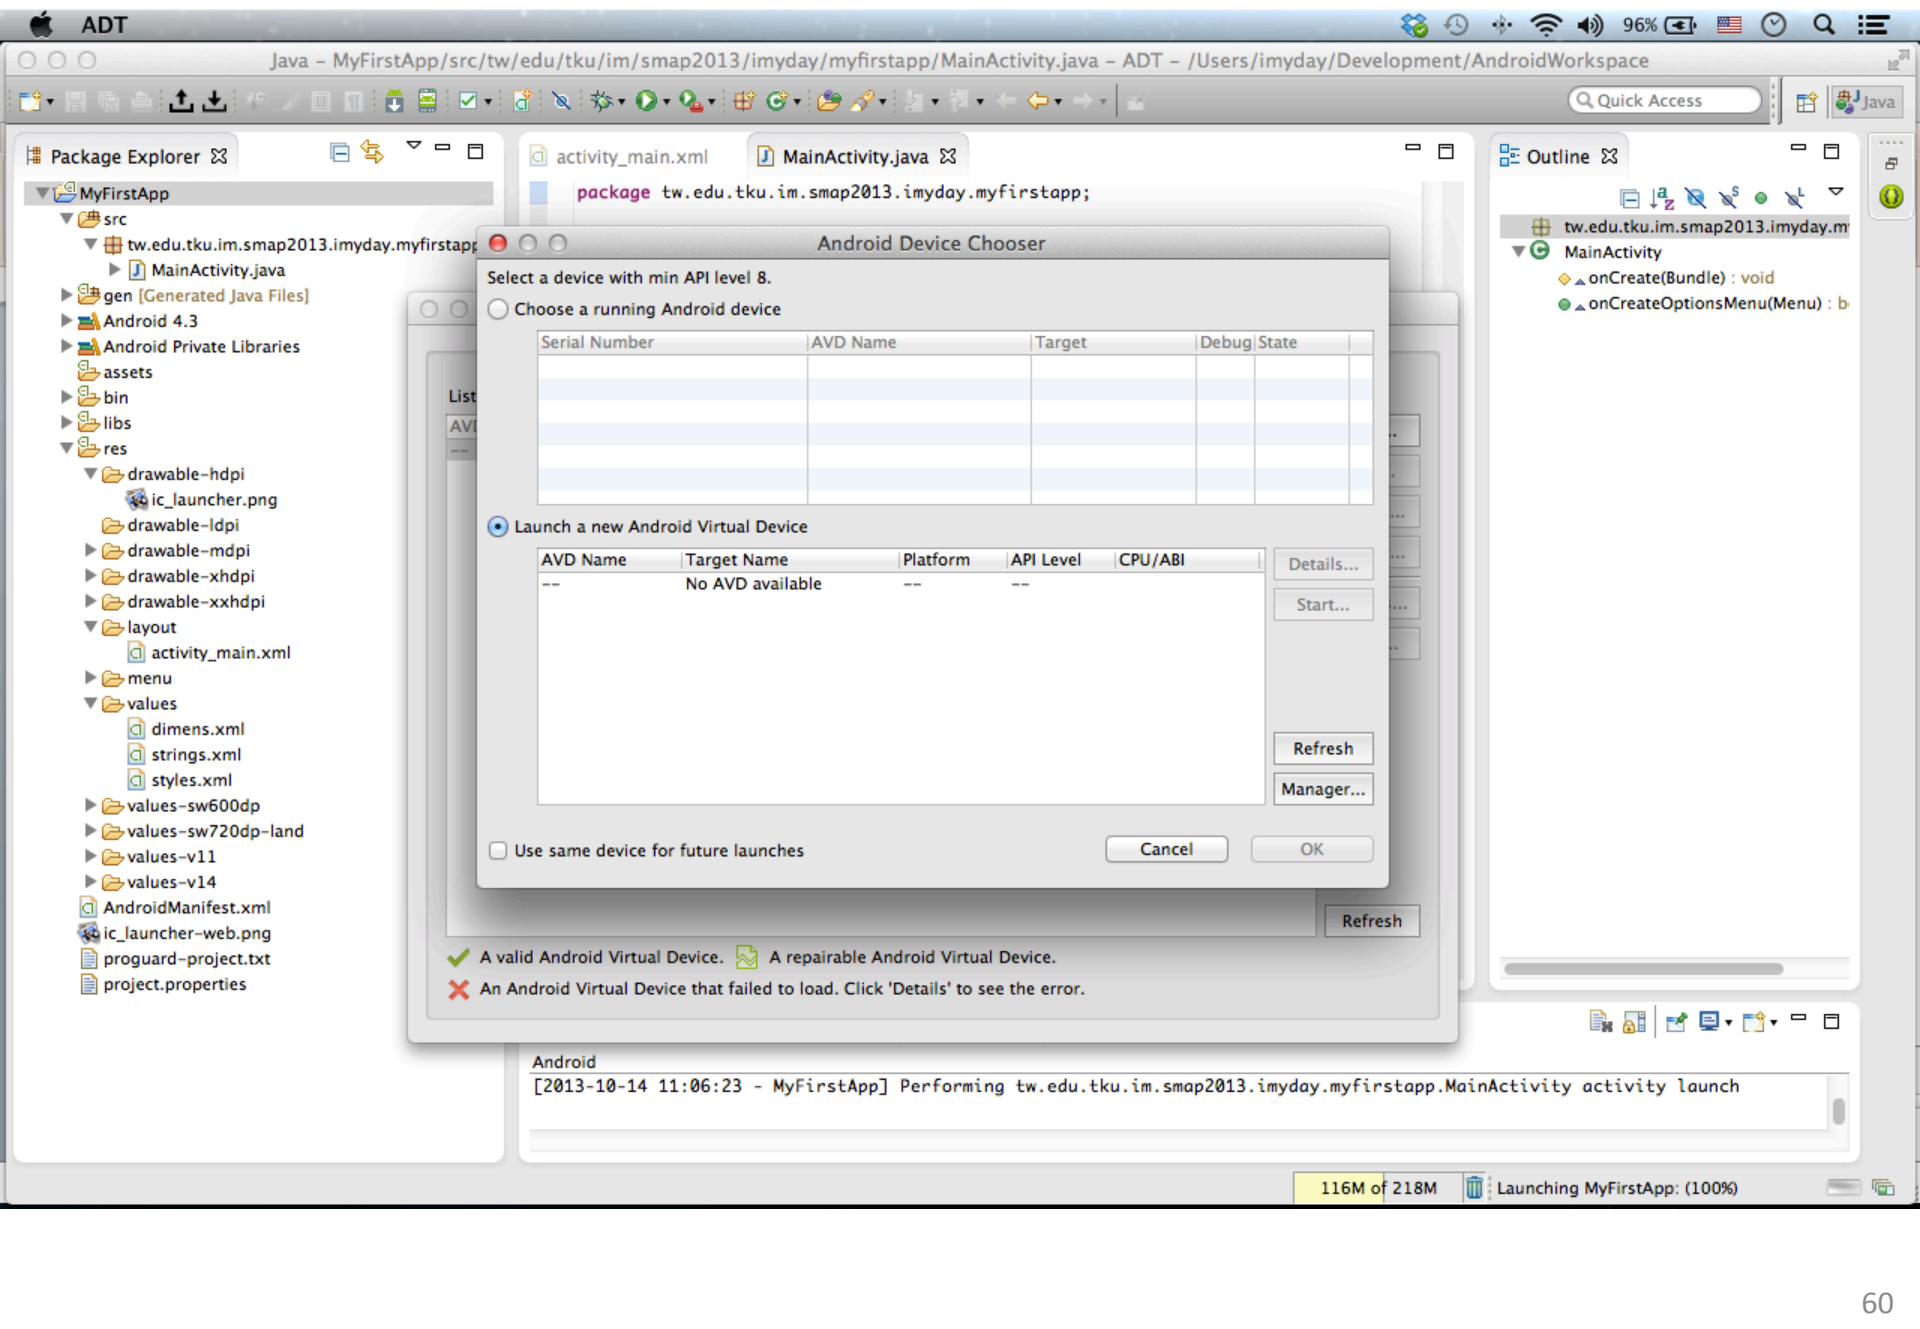 ADT
96%
Java – MyFirstApp/src/tw/edu/tku/im/smap2013/imyday/myfirstapp/MainActivity.java – ADT – /Users/imyday/Development/AndroidWorkspace
Quick Access
Java
Package Explorer
MyFirstApp
src
tw.edu.tku.im.smap2013.imyday.myfirstapp
MainActivity.java
gen [Generated Java Files]
Android 4.3
Android Private Libraries
assets
bin
libs
res
drawable-hdpi
ic_launcher.png
drawable-ldpi
drawable-mdpi
drawable-xhdpi
drawable-xxhdpi
layout
activity_main.xml
menu
values
dimens.xml
strings.xml
styles.xml
values-sw600dp
values-sw720dp-land
values-v11
values-v14
AndroidManifest.xml
ic_launcher-web.png
proguard-project.txt
project.properties
activity_main.xml
MainActivity.java
package tw.edu.tku.im.smap2013.imyday.myfirstapp;
Android Device Chooser
Select a device with min API level 8.
Choose a running Android device
Serial Number AVD Name Target Debug State
Launch a new Android Virtual Device
AVD Name Target Name Platform API Level CPU/ABI
-- No AVD available -- --
Details...
Start...
Refresh
Manager...
Use same device for future launches
Cancel
OK
List
AVD
--
Refresh
A valid Android Virtual Device. A repairable Android Virtual Device.
An Android Virtual Device that failed to load. Click 'Details' to see the error.
Outline
tw.edu.tku.im.smap2013.imyday.m
MainActivity
onCreate(Bundle) : void
onCreateOptionsMenu(Menu) : b
Android
[2013-10-14 11:06:23 - MyFirstApp] Performing tw.edu.tku.im.smap2013.imyday.myfirstapp.MainActivity activity launch
116M of 218M
Launching MyFirstApp: (100%)
60